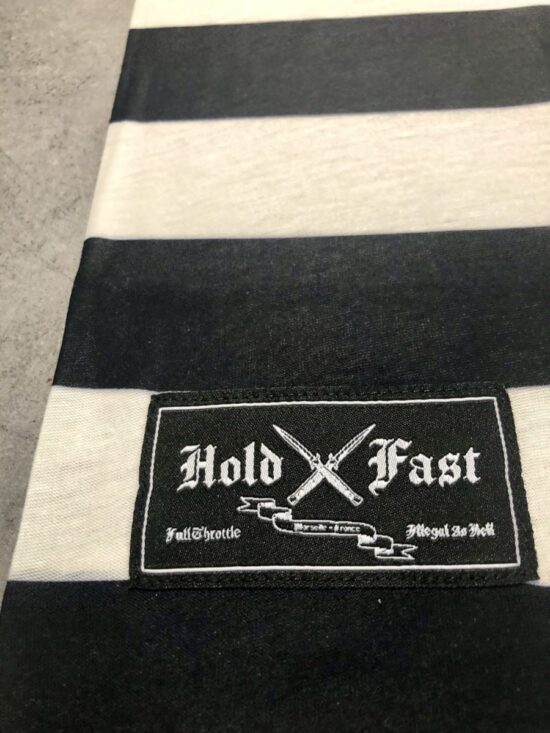 Hold Fast
FullThrottle Marseille - France Illegal As Hell